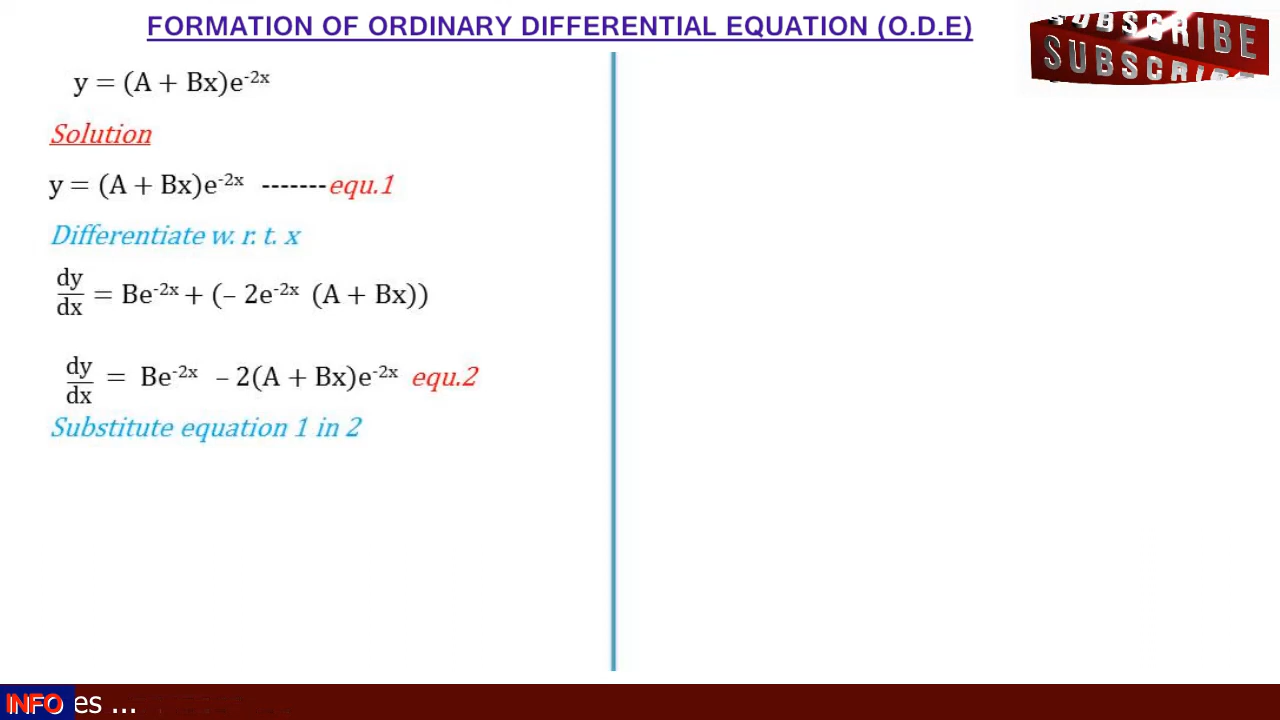 FORMATION OF ORDINARY DIFFERENTIAL EQUATION (O.D.E)
SUBSCRIBE
SUBSCRIBE
y = (A + Bx)e⁻²ˣ
Solution
y = (A + Bx)e⁻²ˣ -------equ.1
Differentiate w. r. t. x
dy/dx = Be⁻²ˣ + (– 2e⁻²ˣ (A + Bx))
dy/dx = Be⁻²ˣ – 2(A + Bx)e⁻²ˣ equ.2
Substitute equation 1 in 2
INFO es ...